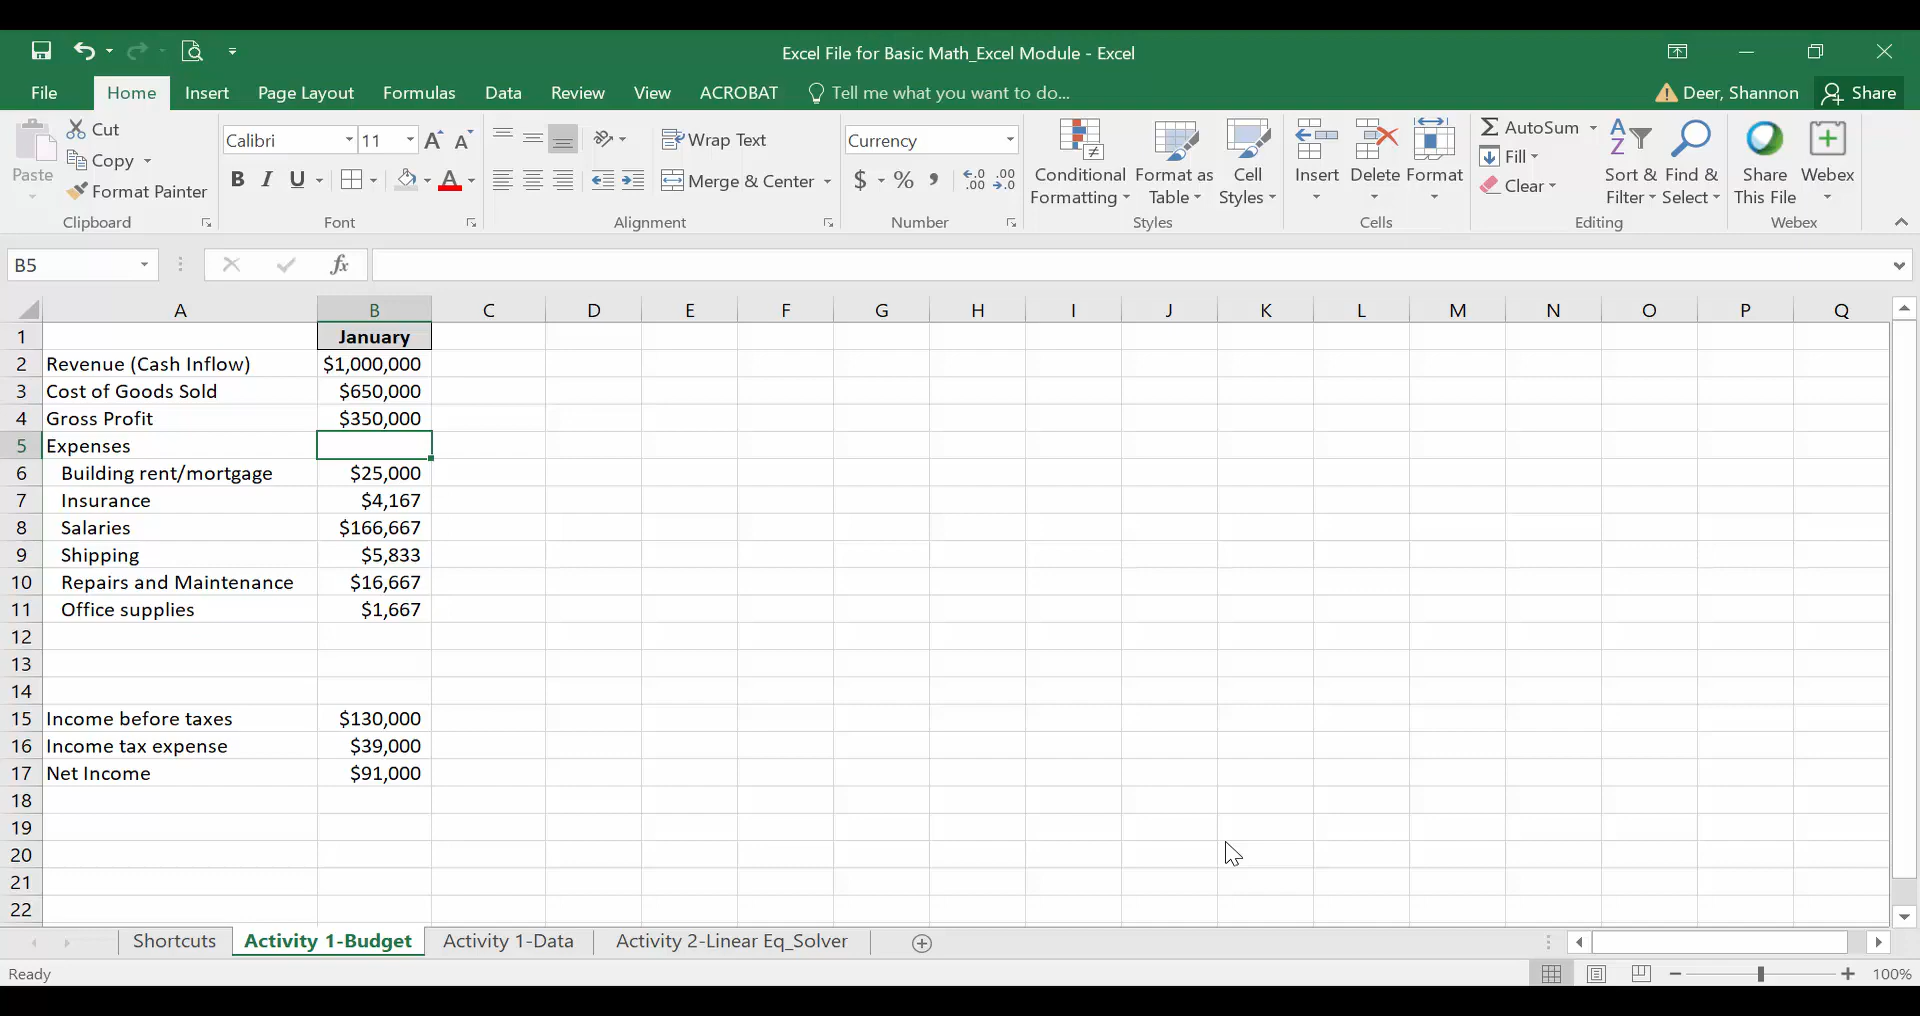 Excel File for Basic Math_Excel Module - Excel
File Home Insert Page Layout Formulas Data Review View ACROBAT Tell me what you want to do... Deer, Shannon Share
Paste
Cut
Copy
Format Painter
Clipboard
Calibri 11
B I U A
Font
Wrap Text
Merge & Center
Alignment
Currency
$ % ,
Number
Conditional Formatting
Format as Table
Cell Styles
Styles
Insert Delete Format
Cells
AutoSum
Fill
Clear
Sort & Filter
Find & Select
Editing
Share This File
Webex
Webex
B5 fx
A B C D E F G H I J K L M N O P Q
1 January
2 Revenue (Cash Inflow) $1,000,000
3 Cost of Goods Sold $650,000
4 Gross Profit $350,000
5 Expenses
6 Building rent/mortgage $25,000
7 Insurance $4,167
8 Salaries $166,667
9 Shipping $5,833
10 Repairs and Maintenance $16,667
11 Office supplies $1,667
12
13
14
15 Income before taxes $130,000
16 Income tax expense $39,000
17 Net Income $91,000
18
19
20
21
22
Shortcuts Activity 1-Budget Activity 1-Data Activity 2-Linear Eq_Solver
Ready 100%